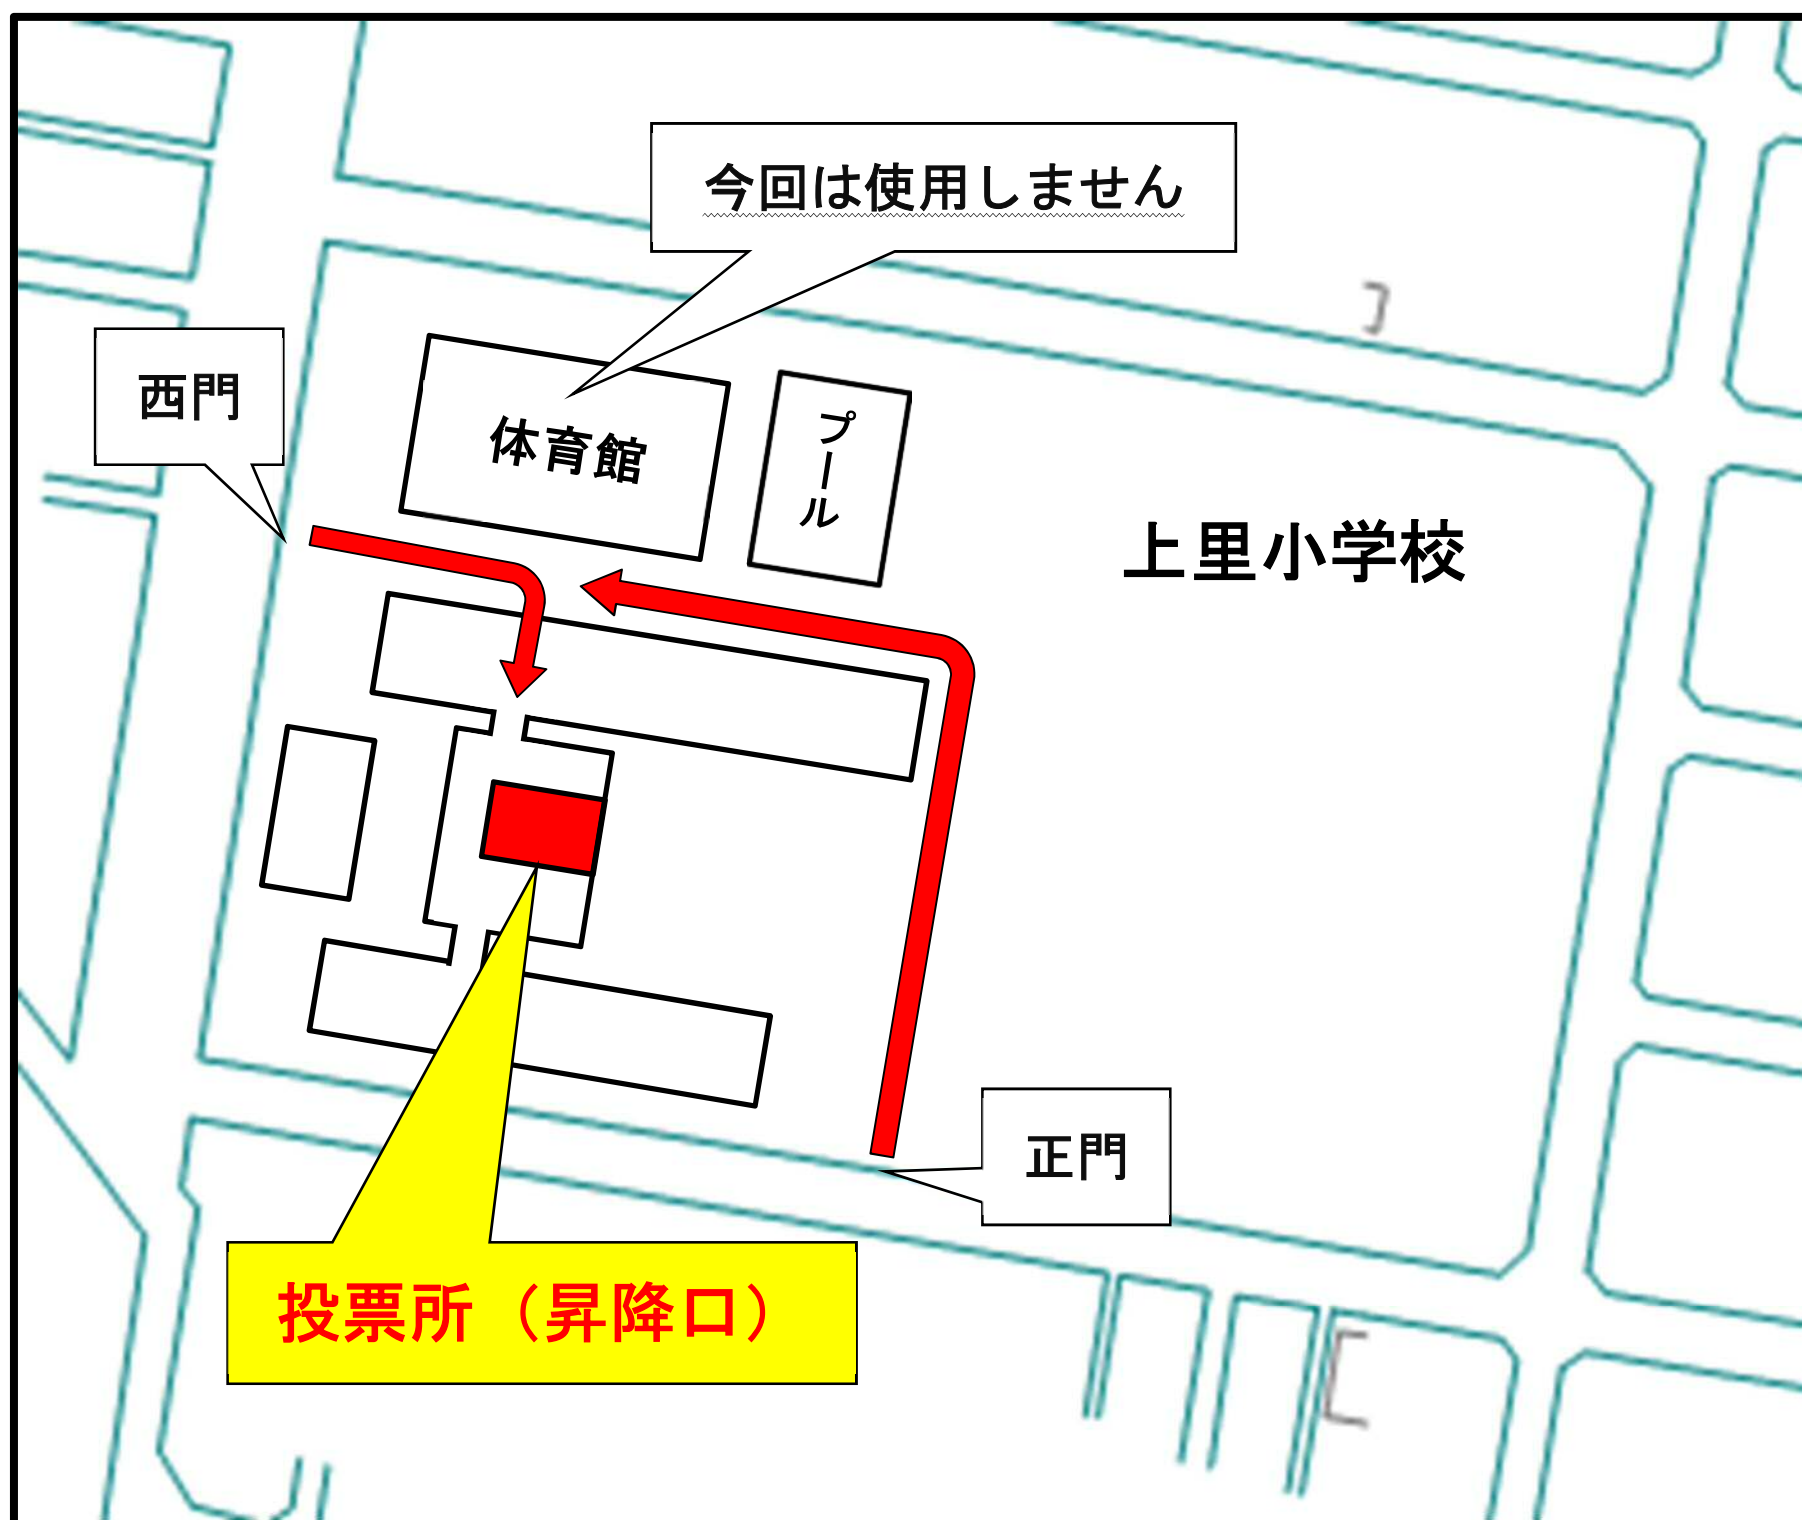 今回は使用しません
西門
体育館
プール
上里小学校
正門
投票所（昇降口）